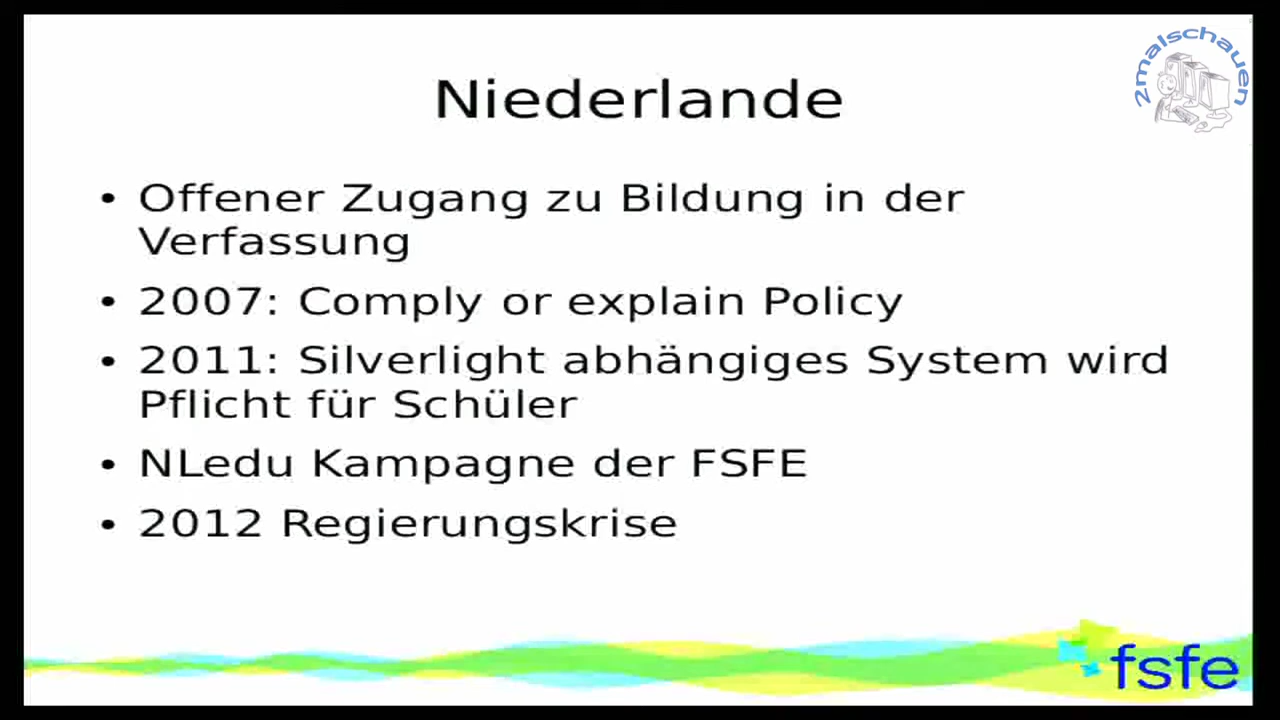 2malschauen
Niederlande
• Offener Zugang zu Bildung in der
Verfassung
• 2007: Comply or explain Policy
• 2011: Silverlight abhängiges System wird
Pflicht für Schüler
• NLedu Kampagne der FSFE
• 2012 Regierungskrise
fsfe